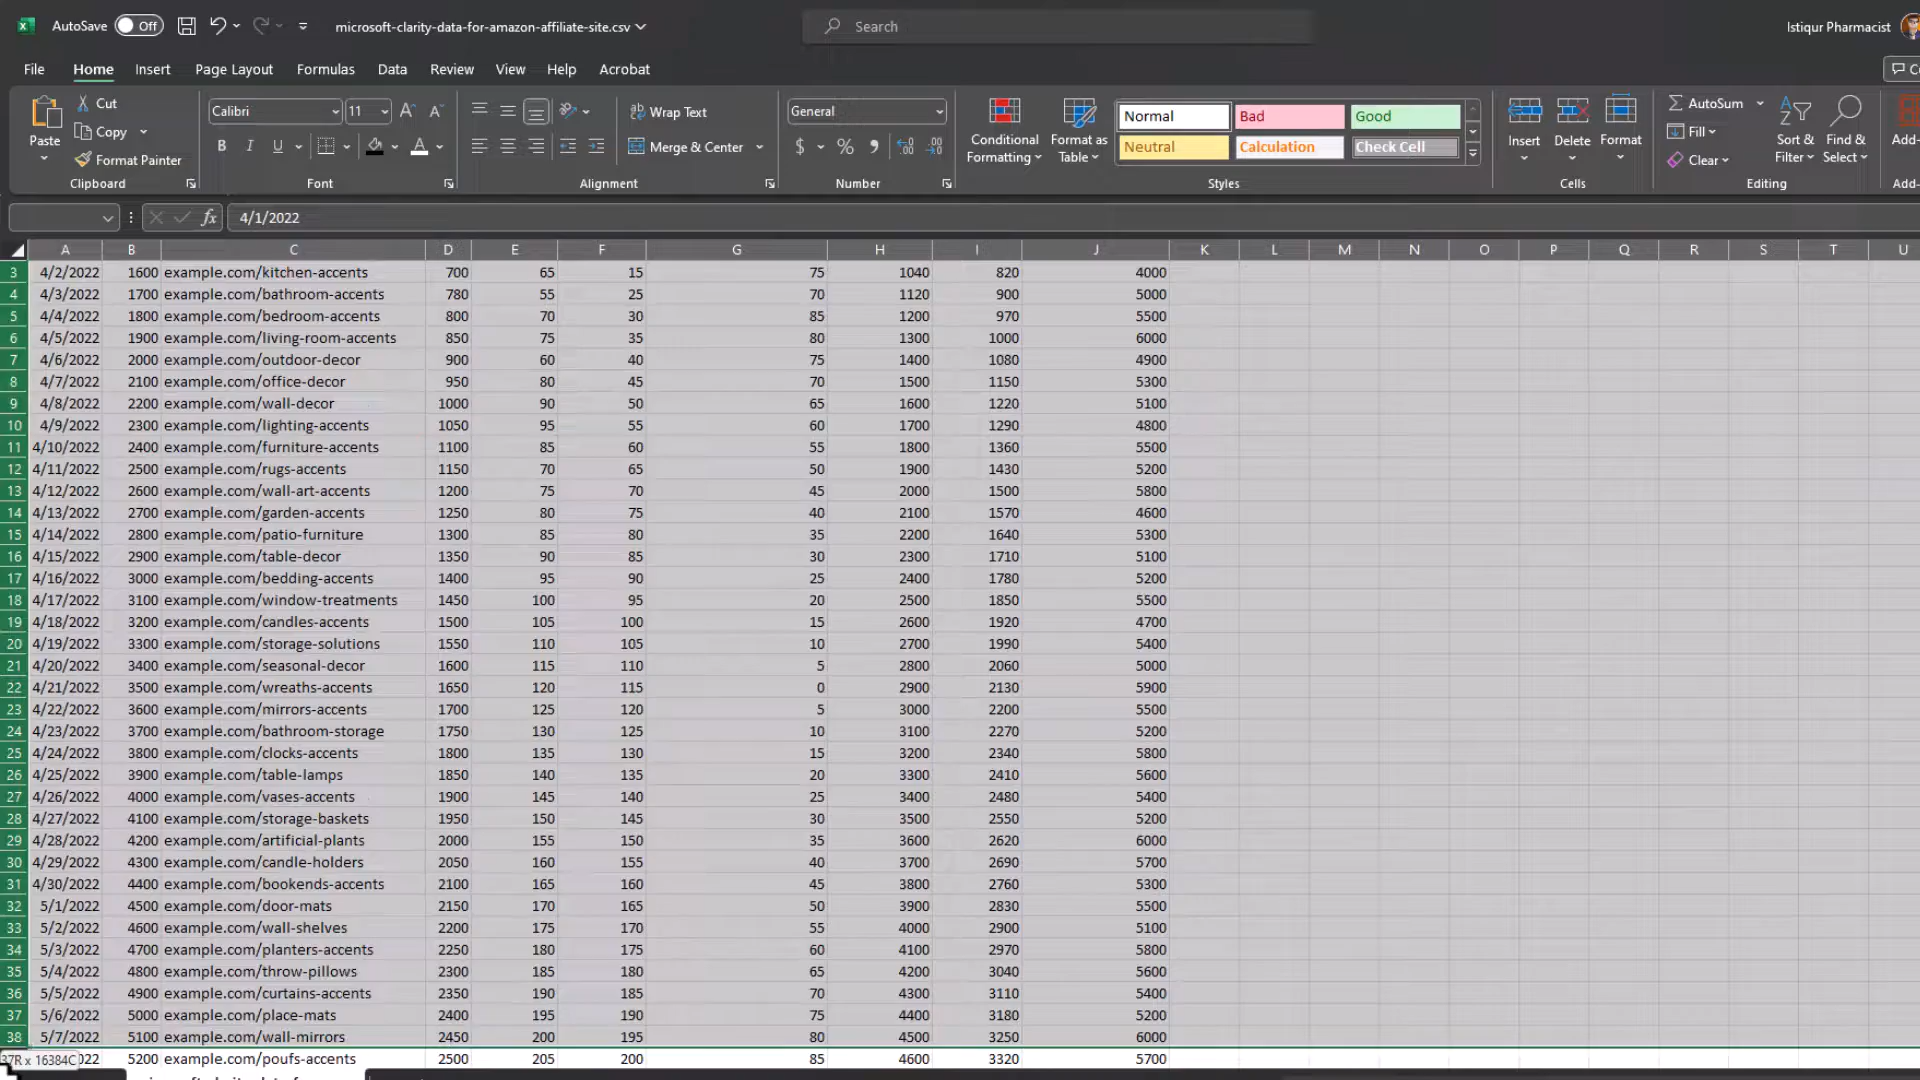 AutoSave Off microsoft-clarity-data-for-amazon-affiliate-site.csv Search Istiqur Pharmacist
File Home Insert Page Layout Formulas Data Review View Help Acrobat
Paste Cut Copy Format Painter Clipboard
Calibri 11 A A B I U A Font
Wrap Text Merge & Center Alignment
General $ % Number
Conditional Formatting Format as Table Normal Bad Good Neutral Calculation Check Cell Styles
Insert Delete Format Cells
AutoSum Fill Clear Sort & Filter Find & Select Editing
fx 4/1/2022
A B C D E F G H I J K L M N O P Q R S T U
3 4/2/2022 1600 example.com/kitchen-accents 700 65 15 75 1040 820 4000
4 4/3/2022 1700 example.com/bathroom-accents 780 55 25 70 1120 900 5000
5 4/4/2022 1800 example.com/bedroom-accents 800 70 30 85 1200 970 5500
6 4/5/2022 1900 example.com/living-room-accents 850 75 35 80 1300 1000 6000
7 4/6/2022 2000 example.com/outdoor-decor 900 60 40 75 1400 1080 4900
8 4/7/2022 2100 example.com/office-decor 950 80 45 70 1500 1150 5300
9 4/8/2022 2200 example.com/wall-decor 1000 90 50 65 1600 1220 5100
10 4/9/2022 2300 example.com/lighting-accents 1050 95 55 60 1700 1290 4800
11 4/10/2022 2400 example.com/furniture-accents 1100 85 60 55 1800 1360 5500
12 4/11/2022 2500 example.com/rugs-accents 1150 70 65 50 1900 1430 5200
13 4/12/2022 2600 example.com/wall-art-accents 1200 75 70 45 2000 1500 5800
14 4/13/2022 2700 example.com/garden-accents 1250 80 75 40 2100 1570 4600
15 4/14/2022 2800 example.com/patio-furniture 1300 85 80 35 2200 1640 5300
16 4/15/2022 2900 example.com/table-decor 1350 90 85 30 2300 1710 5100
17 4/16/2022 3000 example.com/bedding-accents 1400 95 90 25 2400 1780 5200
18 4/17/2022 3100 example.com/window-treatments 1450 100 95 20 2500 1850 5500
19 4/18/2022 3200 example.com/candles-accents 1500 105 100 15 2600 1920 4700
20 4/19/2022 3300 example.com/storage-solutions 1550 110 105 10 2700 1990 5400
21 4/20/2022 3400 example.com/seasonal-decor 1600 115 110 5 2800 2060 5000
22 4/21/2022 3500 example.com/wreaths-accents 1650 120 115 0 2900 2130 5900
23 4/22/2022 3600 example.com/mirrors-accents 1700 125 120 5 3000 2200 5500
24 4/23/2022 3700 example.com/bathroom-storage 1750 130 125 10 3100 2270 5200
25 4/24/2022 3800 example.com/clocks-accents 1800 135 130 15 3200 2340 5800
26 4/25/2022 3900 example.com/table-lamps 1850 140 135 20 3300 2410 5600
27 4/26/2022 4000 example.com/vases-accents 1900 145 140 25 3400 2480 5400
28 4/27/2022 4100 example.com/storage-baskets 1950 150 145 30 3500 2550 5200
29 4/28/2022 4200 example.com/artificial-plants 2000 155 150 35 3600 2620 6000
30 4/29/2022 4300 example.com/candle-holders 2050 160 155 40 3700 2690 5700
31 4/30/2022 4400 example.com/bookends-accents 2100 165 160 45 3800 2760 5300
32 5/1/2022 4500 example.com/door-mats 2150 170 165 50 3900 2830 5500
33 5/2/2022 4600 example.com/wall-shelves 2200 175 170 55 4000 2900 5100
34 5/3/2022 4700 example.com/planters-accents 2250 180 175 60 4100 2970 5800
35 5/4/2022 4800 example.com/throw-pillows 2300 185 180 65 4200 3040 5600
36 5/5/2022 4900 example.com/curtains-accents 2350 190 185 70 4300 3110 5400
37 5/6/2022 5000 example.com/place-mats 2400 195 190 75 4400 3180 5200
38 5/7/2022 5100 example.com/wall-mirrors 2450 200 195 80 4500 3250 6000
37R x 16384C 022 5200 example.com/poufs-accents 2500 205 200 85 4600 3320 5700